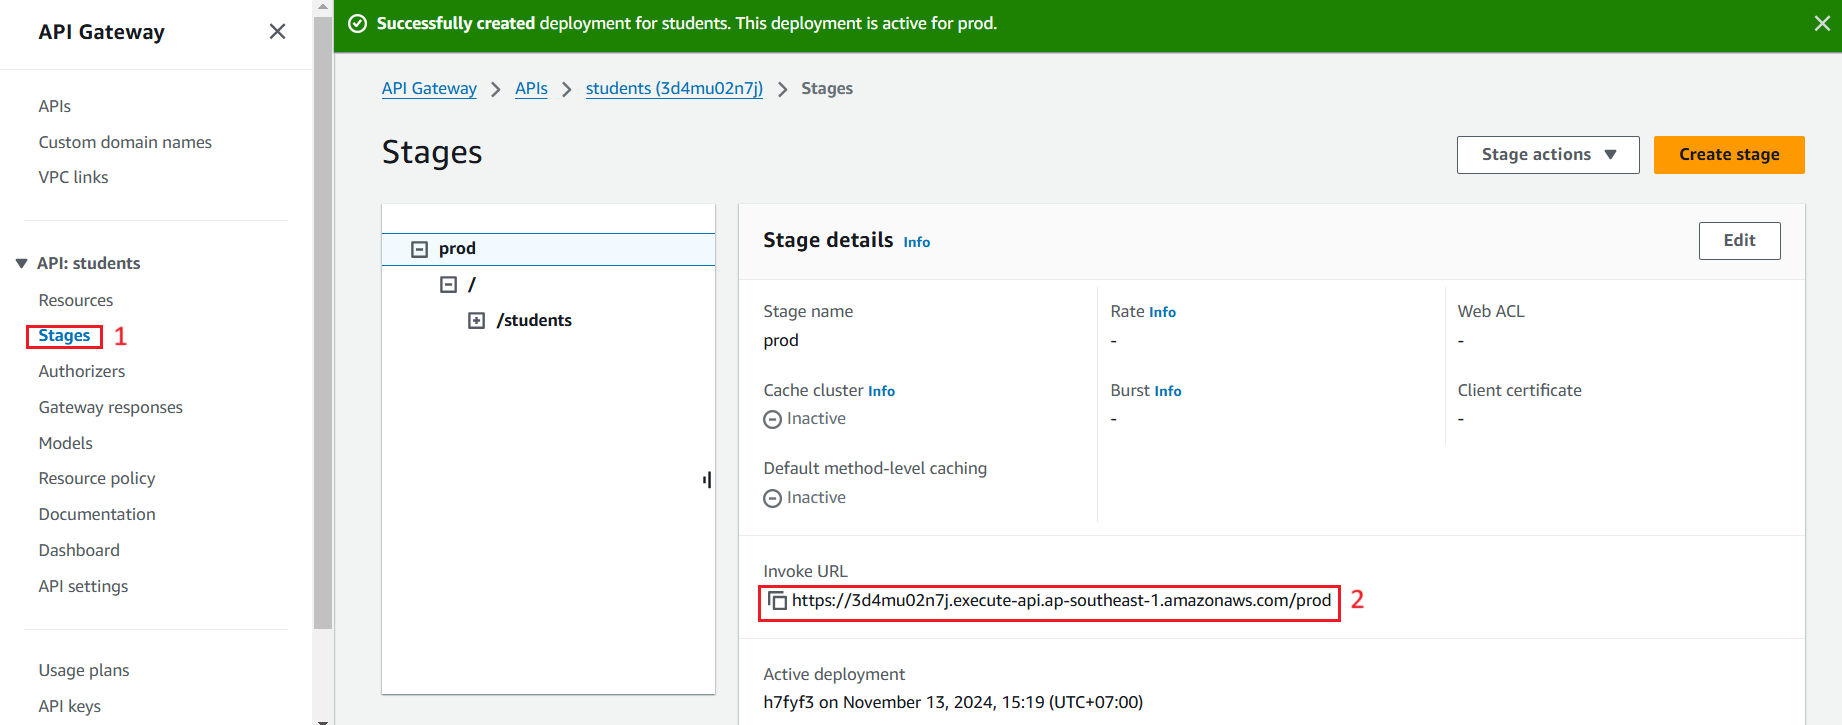 API Gateway
APIs
Custom domain names
VPC links
API: students
Resources
Stages 1
Authorizers
Gateway responses
Models
Resource policy
Documentation
Dashboard
API settings
Usage plans
API keys
Successfully created deployment for students. This deployment is active for prod.
API Gateway > APIs > students (3d4mu02n7j) > Stages
Stages
Stage actions
Create stage
prod
/
/students
Stage details Info
Edit
Stage name
prod
Rate Info
-
Web ACL
-
Cache cluster Info
Inactive
Burst Info
-
Client certificate
-
Default method-level caching
Inactive
Invoke URL
https://3d4mu02n7j.execute-api.ap-southeast-1.amazonaws.com/prod 2
Active deployment
h7fyf3 on November 13, 2024, 15:19 (UTC+07:00)